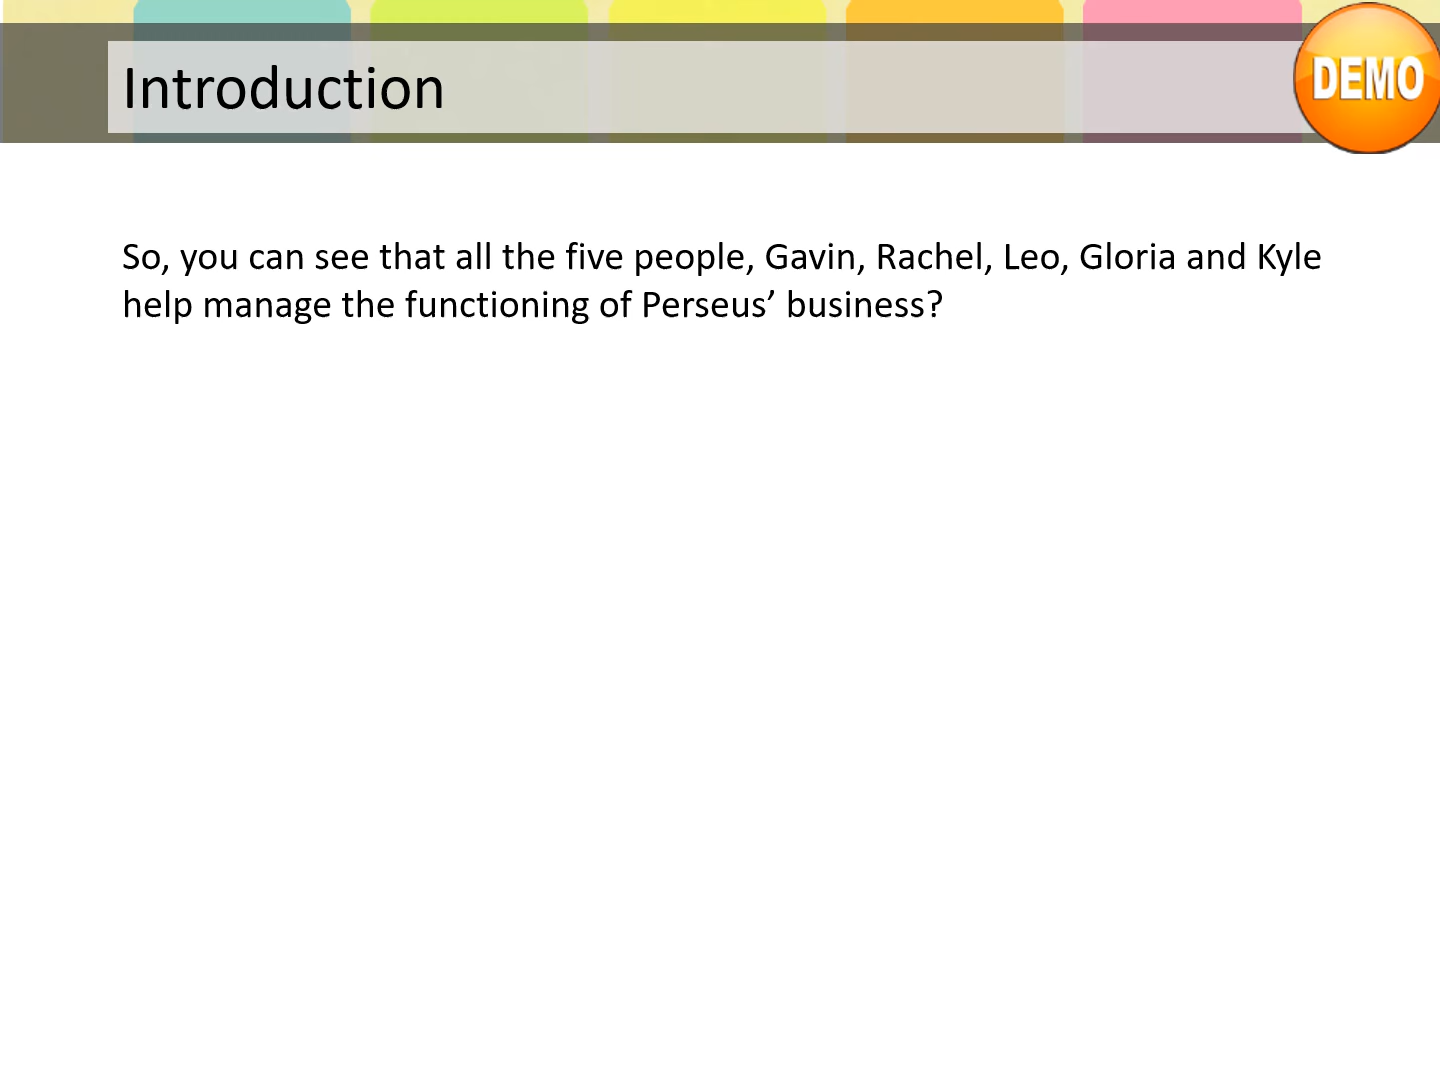 Introduction
DEMO
So, you can see that all the five people, Gavin, Rachel, Leo, Gloria and Kyle
help manage the functioning of Perseus’ business?